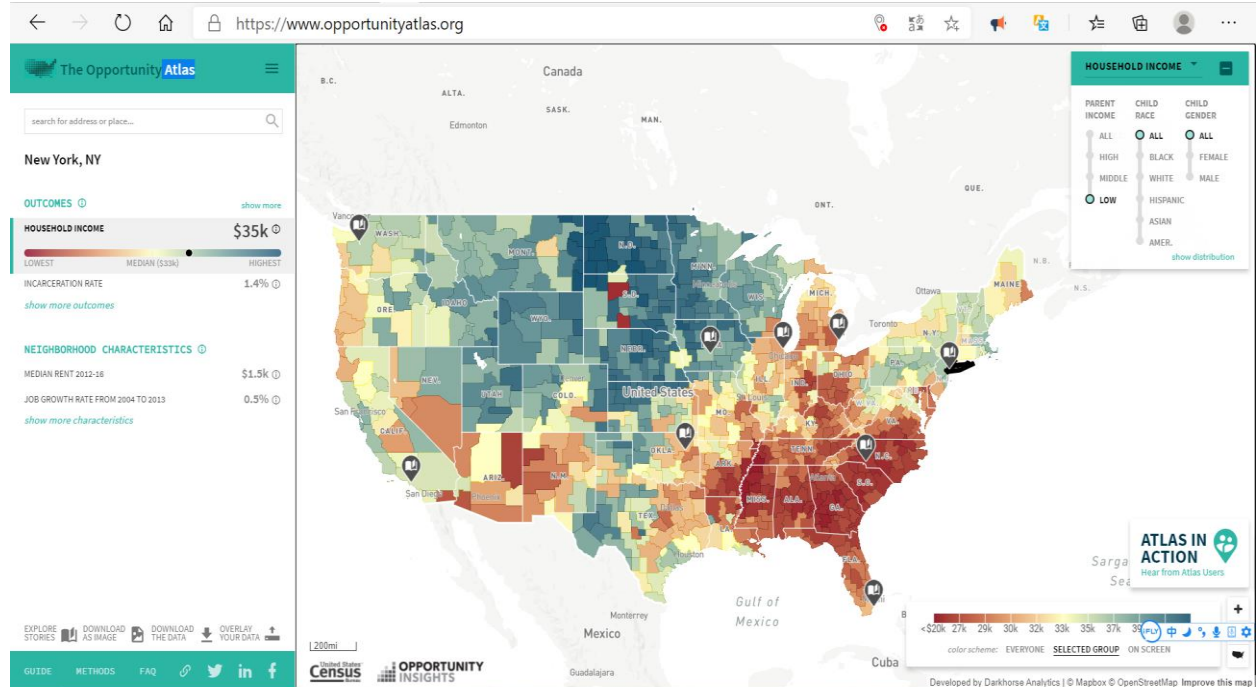 https://www.opportunityatlas.org
The Opportunity Atlas
search for address or place...
New York, NY
OUTCOMES
show more
HOUSEHOLD INCOME $35k
LOWEST MEDIAN ($33k) HIGHEST
INCARCERATION RATE 1.4%
show more outcomes
NEIGHBORHOOD CHARACTERISTICS
MEDIAN RENT 2012-16 $1.5k
JOB GROWTH RATE FROM 2004 TO 2013 0.5%
show more characteristics
EXPLORE STORIES
DOWNLOAD AS IMAGE
DOWNLOAD THE DATA
OVERLAY YOUR DATA
GUIDE METHODS FAQ
B.C.
ALTA.
Edmonton
SASK.
Canada
MAN.
ONT.
QUE.
N.B.
N.S.
Ottawa
Toronto
WASH.
MONT.
N.D.
MINN.
ORE.
IDAHO
WYO.
S.D.
WIS.
MICH.
N.Y.
MAINE
MASS.
NEV.
UTAH
COLO.
NEBR.
United States
ILL.
IND.
OHIO
PA.
MO.
KY.
VA.
San Francisco
CALIF.
San Diego
ARIZ.
Phoenix
N.M.
OKLA.
ARK.
TENN.
N.C.
S.C.
TEX.
LA.
MISS.
ALA.
GA.
Atlanta
FLA.
Houston
Monterrey
Mexico
Guadalajara
Gulf of
Mexico
Cuba
HOUSEHOLD INCOME
PARENT INCOME
ALL
HIGH
MIDDLE
LOW
CHILD RACE
ALL
BLACK
WHITE
HISPANIC
ASIAN
AMER.
CHILD GENDER
ALL
FEMALE
MALE
show distribution
ATLAS IN
ACTION
Hear from Atlas Users
<$20k 27k 29k 30k 32k 33k 35k 37k
color scheme: EVERYONE SELECTED GROUP ON SCREEN
iFLY 中
200mi
United States
Census
Bureau
OPPORTUNITY
INSIGHTS
Developed by Darkhorse Analytics | © Mapbox © OpenStreetMap Improve this map